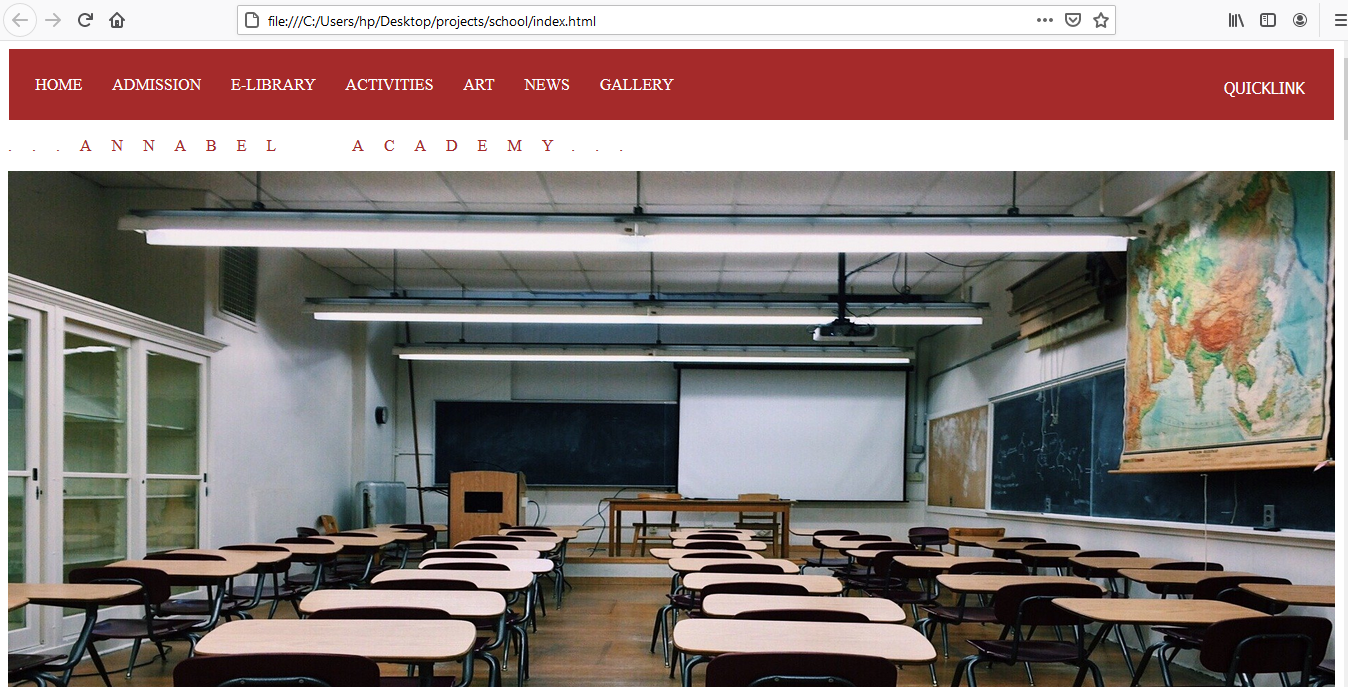 file:///C:/Users/hp/Desktop/projects/school/index.html
HOME ADMISSION E-LIBRARY ACTIVITIES ART NEWS GALLERY QUICKLINK
. . . A N N A B E L   A C A D E M Y . . .